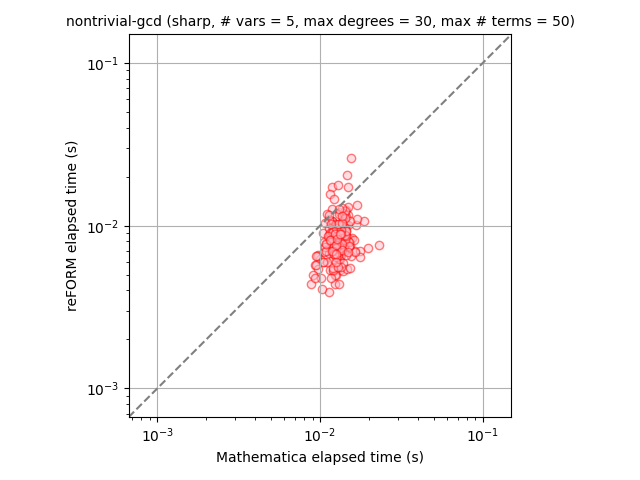 nontrivial-gcd (sharp, # vars = 5, max degrees = 30, max # terms = 50)
10⁻¹
10⁻²
10⁻³
reFORM elapsed time (s)
10⁻³
10⁻²
10⁻¹
Mathematica elapsed time (s)